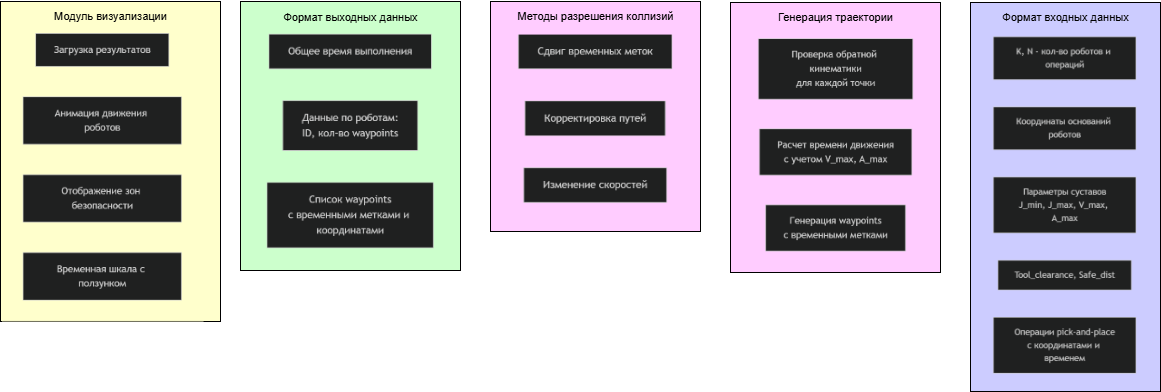 Модуль визуализации
Загрузка результатов
Анимация движения
роботов
Отображение зон
безопасности
Временная шкала с
ползунком
Формат выходных данных
Общее время выполнения
Данные по роботам:
ID, кол-во waypoints
Список waypoints
с временными метками и
координатами
Методы разрешения коллизий
Сдвиг временных меток
Корректировка путей
Изменение скоростей
Генерация траектории
Проверка обратной
кинематики
для каждой точки
Расчет времени движения
с учетом V_max, A_max
Генерация waypoints
с временными метками
Формат входных данных
K, N - кол-во роботов и
операций
Координаты оснований
роботов
Параметры суставов
J_min, J_max, V_max,
A_max
Tool_clearance, Safe_dist
Операции pick-and-place
с координатами и
временем